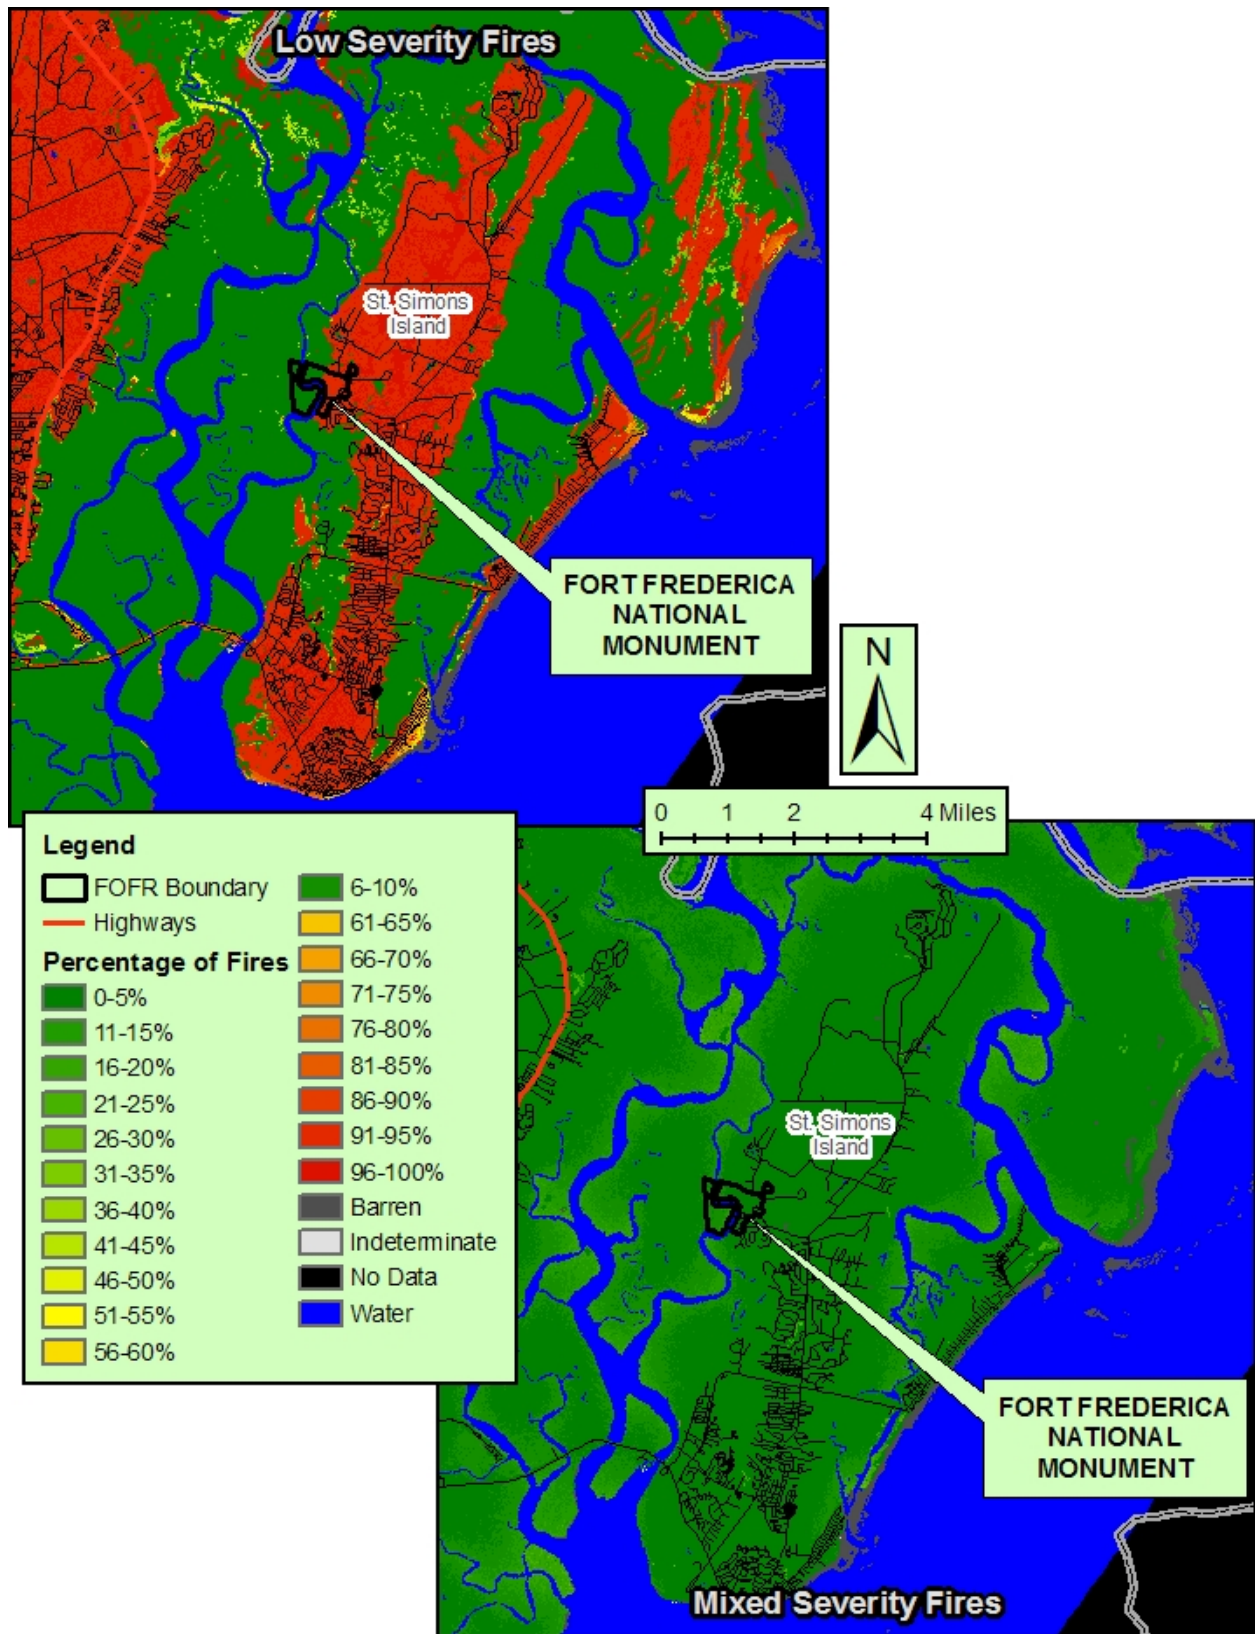 Low Severity Fires
St. Simons
Island
FORT FREDERICA
NATIONAL
MONUMENT
N
0 1 2 4 Miles
Legend
FOFR Boundary
Highways
Percentage of Fires
0-5%
11-15%
16-20%
21-25%
26-30%
31-35%
36-40%
41-45%
46-50%
51-55%
56-60%
6-10%
61-65%
66-70%
71-75%
76-80%
81-85%
86-90%
91-95%
96-100%
Barren
Indeterminate
No Data
Water
St. Simons
Island
FORT FREDERICA
NATIONAL
MONUMENT
Mixed Severity Fires